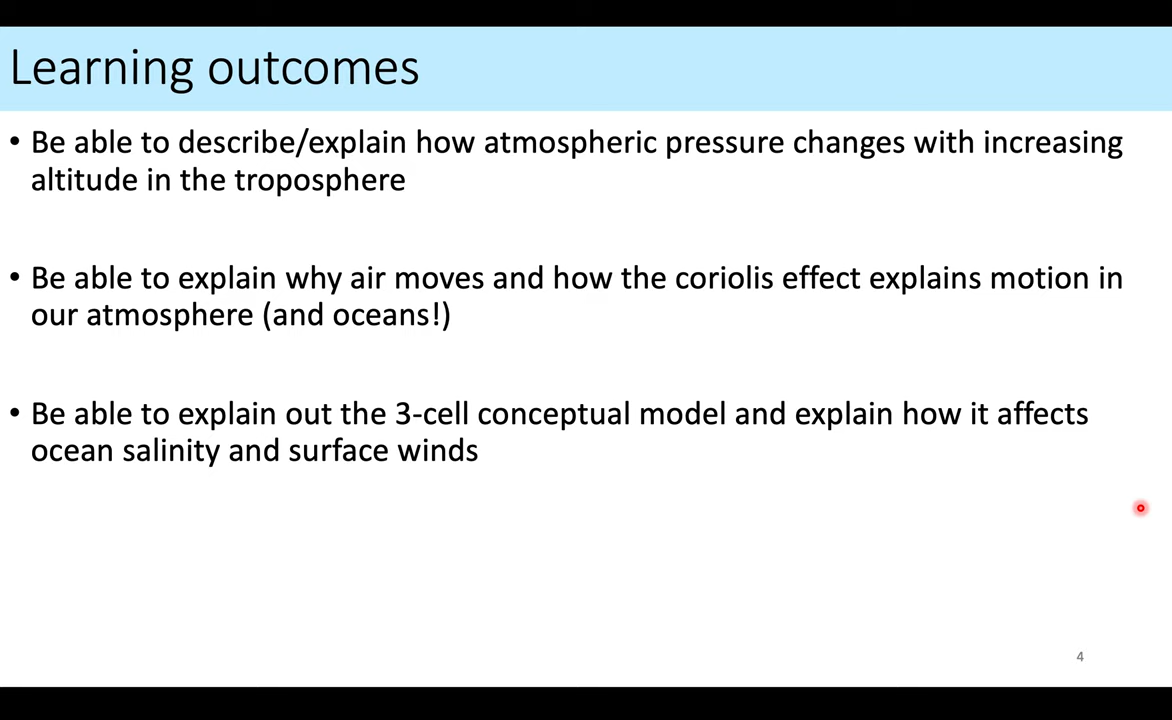 Learning outcomes
• Be able to describe/explain how atmospheric pressure changes with increasing
altitude in the troposphere
• Be able to explain why air moves and how the coriolis effect explains motion in
our atmosphere (and oceans!)
• Be able to explain out the 3-cell conceptual model and explain how it affects
ocean salinity and surface winds
4